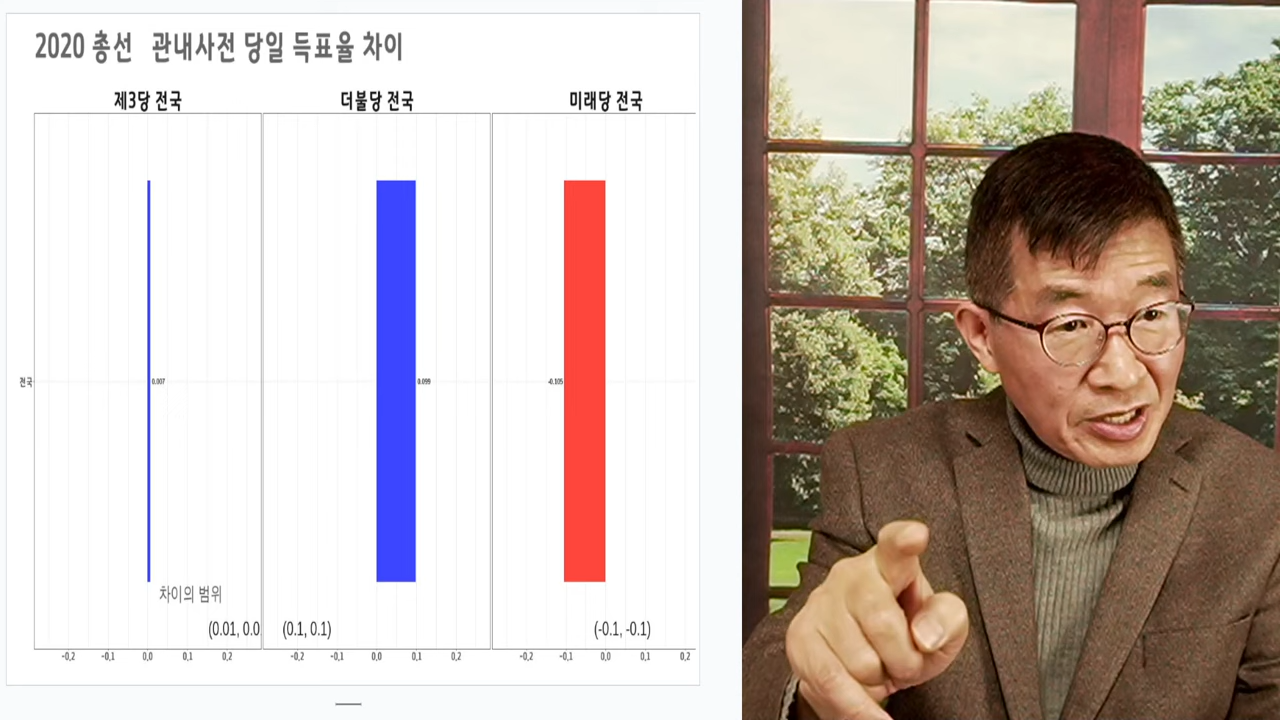 2020 총선 관내사전 당일 득표율 차이
제3당 전국
더불당 전국
미래당 전국
전국
0.007
0.099
-0.105
차이의 범위
(0.01, 0.0
(0.1, 0.1)
(-0.1, -0.1)
-0,2 -0,1 0,0 0,1 0,2
-0,2 -0,1 0,0 0,1 0,2
-0,2 -0,1 0,0 0,1 0,2